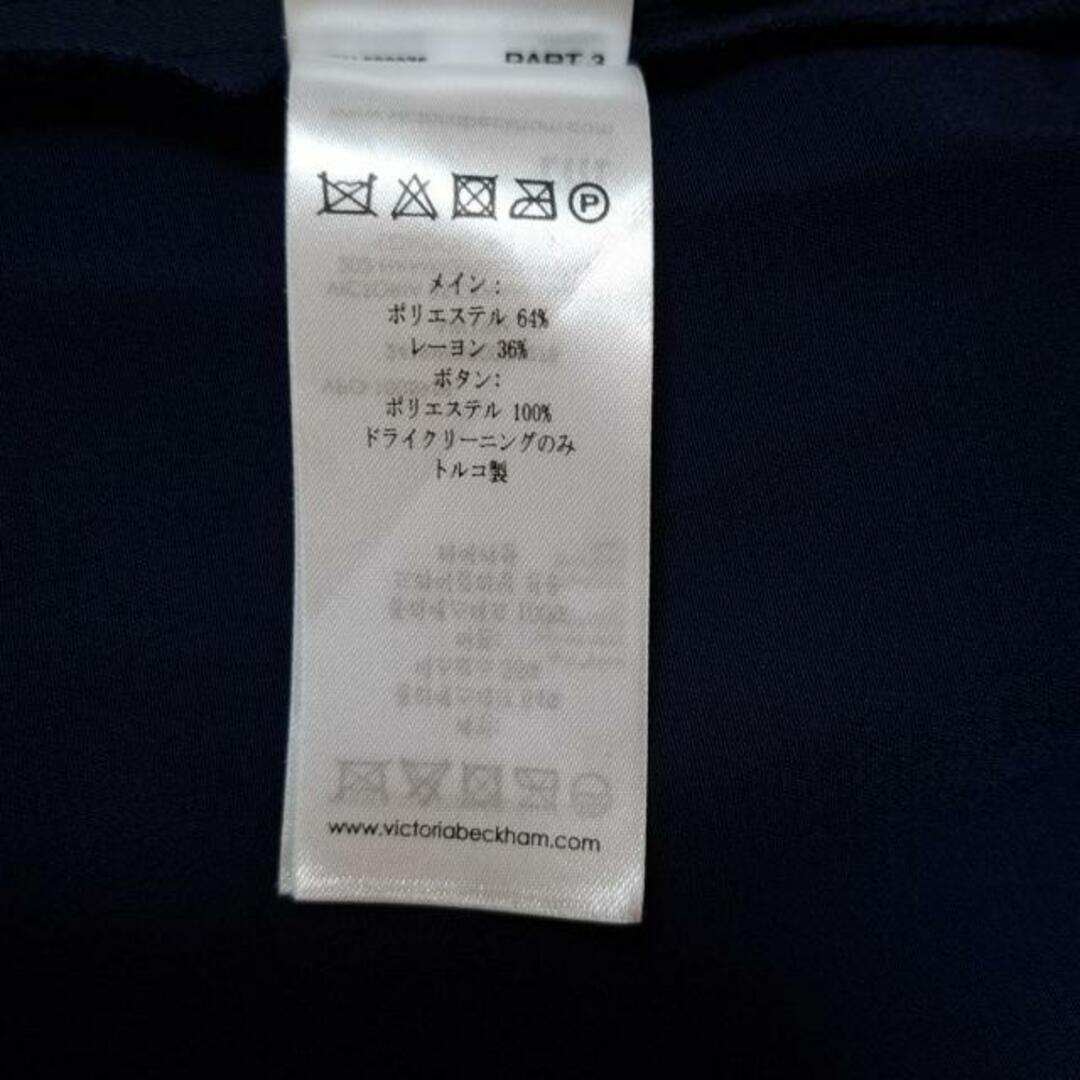 PART 3
P
メイン:
ポリエステル 64%
レーヨン 36%
ボタン:
ポリエステル 100%
ドライクリーニングのみ
トルコ製
www.victoriabeckham.com